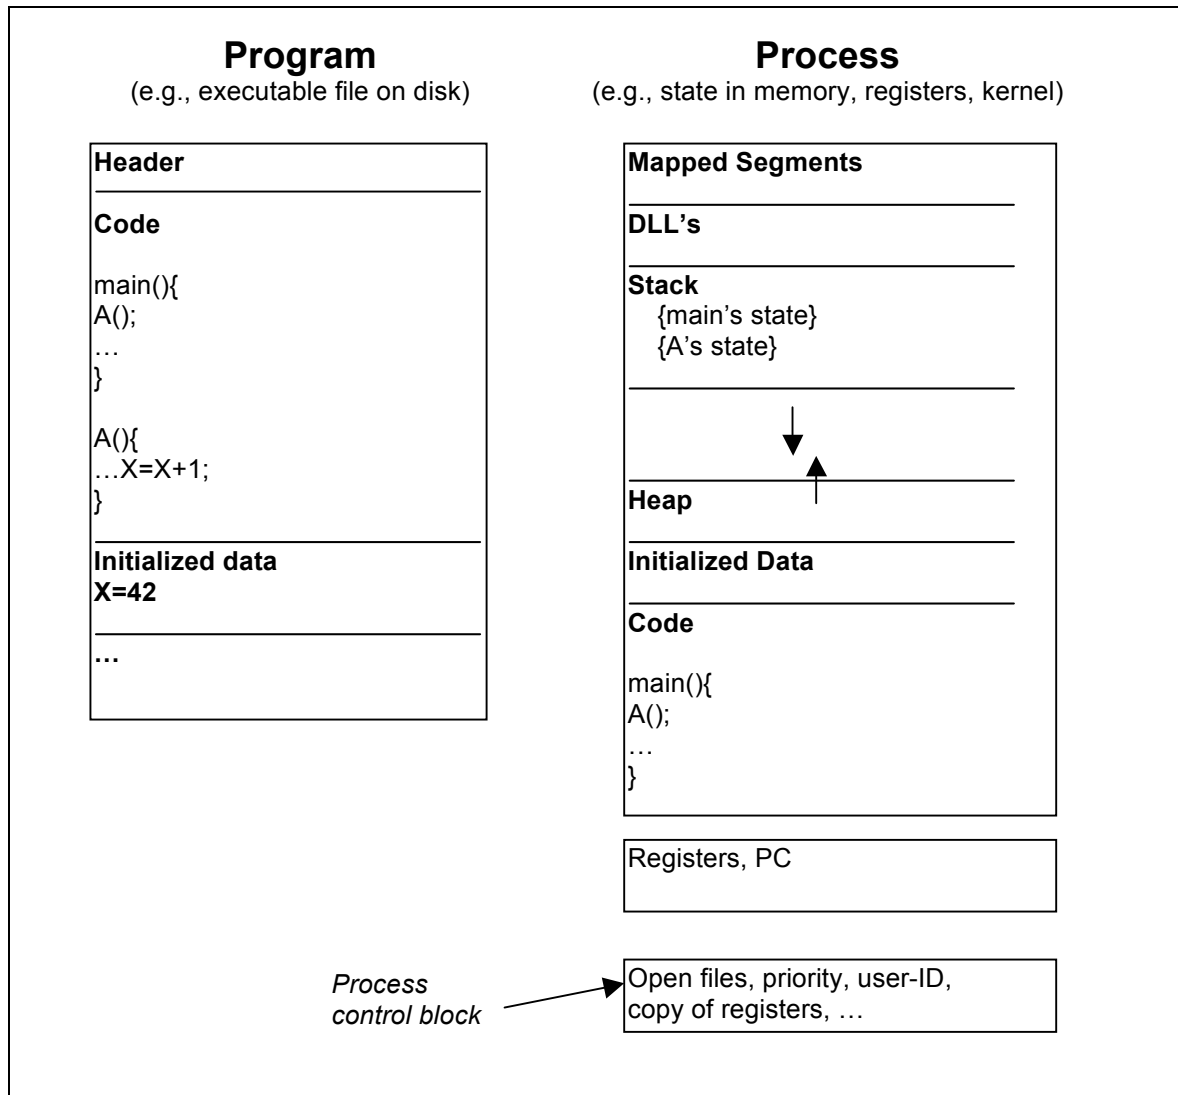 Program
(e.g., executable file on disk)
Header
Code
main(){
A();
…
}
A(){
…X=X+1;
}
Initialized data
X=42
…
Process
(e.g., state in memory, registers, kernel)
Mapped Segments
DLL’s
Stack
{main’s state}
{A’s state}
Heap
Initialized Data
Code
main(){
A();
…
}
Registers, PC
Process
control block
Open files, priority, user-ID,
copy of registers, …